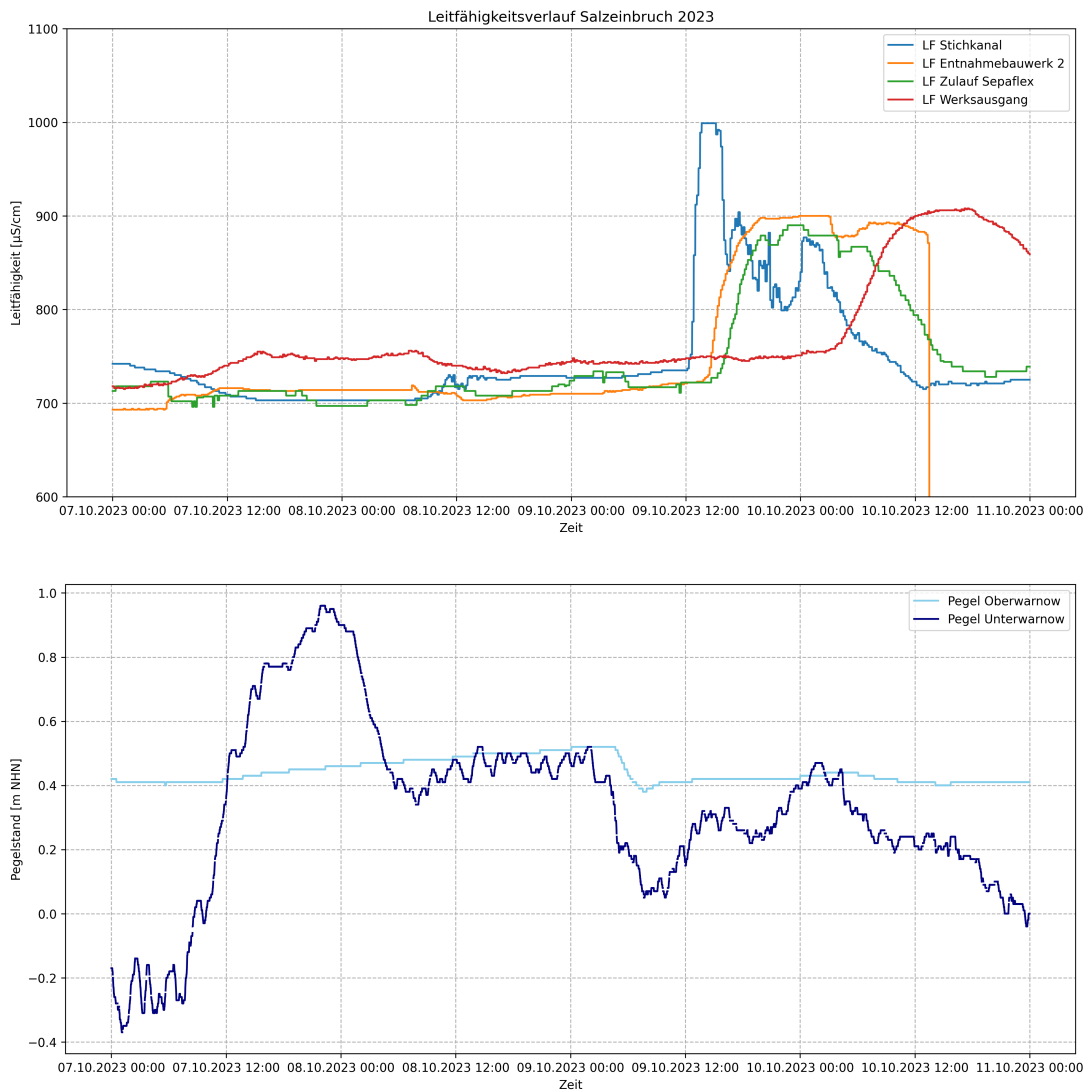 Leitfähigkeitsverlauf Salzeinbruch 2023
1100
1000
900
800
700
600
Leitfähigkeit [µS/cm]
LF Stichkanal
LF Entnahmebauwerk 2
LF Zulauf Sepaflex
LF Werksausgang
07.10.2023 00:00 07.10.2023 12:00 08.10.2023 00:00 08.10.2023 12:00 09.10.2023 00:00 09.10.2023 12:00 10.10.2023 00:00 10.10.2023 12:00 11.10.2023 00:00
Zeit
1.0
0.8
0.6
0.4
0.2
0.0
−0.2
−0.4
Pegelstand [m NHN]
Pegel Oberwarnow
Pegel Unterwarnow
07.10.2023 00:00 07.10.2023 12:00 08.10.2023 00:00 08.10.2023 12:00 09.10.2023 00:00 09.10.2023 12:00 10.10.2023 00:00 10.10.2023 12:00 11.10.2023 00:00
Zeit